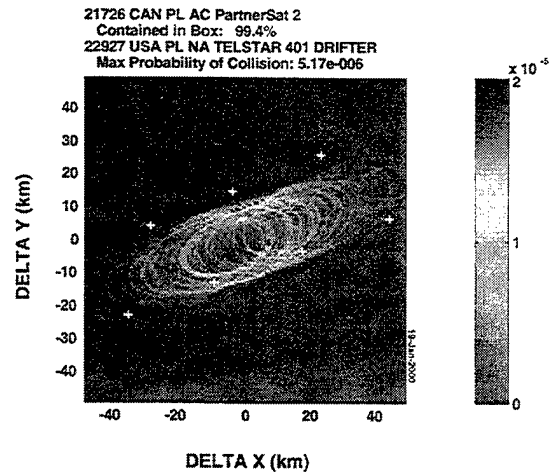 21726 CAN PL AC PartnerSat 2
Contained in Box: 99.4%
22927 USA PL NA TELSTAR 401 DRIFTER
Max Probability of Collision: 5.17e-006
x 10⁻⁵
2
1
0
40
30
20
10
0
-10
-20
-30
-40
DELTA Y (km)
-40
-20
0
20
40
DELTA X (km)
19-Jan-2000